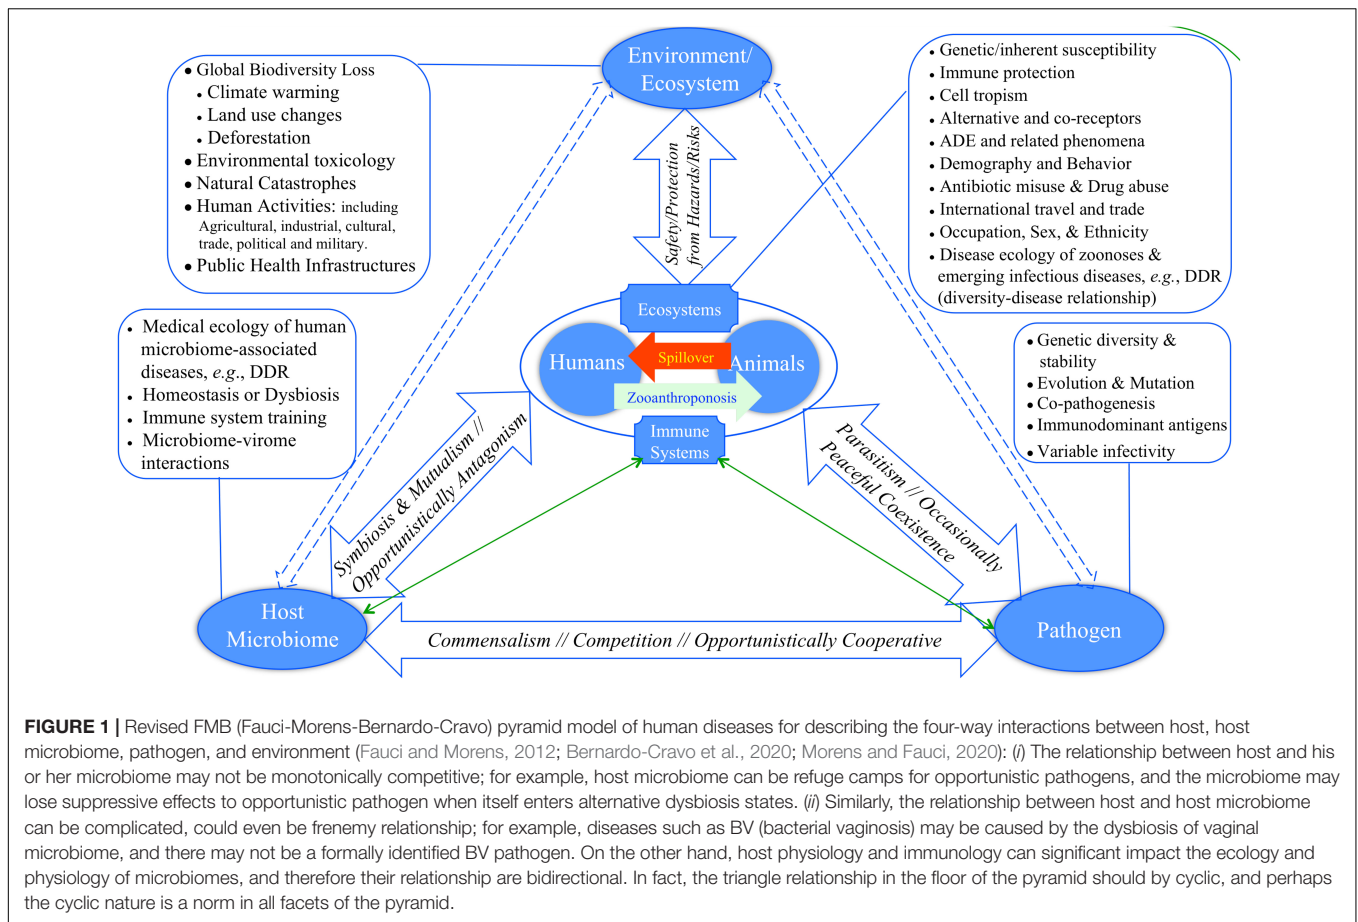 Environment/
Ecosystem
● Global Biodiversity Loss
• Climate warming
• Land use changes
• Deforestation
● Environmental toxicology
● Natural Catastrophes
● Human Activities: including
Agricultural, industrial, cultural,
trade, political and military.
● Public Health Infrastructures
• Genetic/inherent susceptibility
• Immune protection
• Cell tropism
• Alternative and co-receptors
• ADE and related phenomena
• Demography and Behavior
• Antibiotic misuse & Drug abuse
• International travel and trade
• Occupation, Sex, & Ethnicity
• Disease ecology of zoonoses &
emerging infectious diseases, e.g., DDR
(diversity-disease relationship)
Safety/Protection
from Hazards/Risks
• Medical ecology of human
microbiome-associated
diseases, e.g., DDR
• Homeostasis or Dysbiosis
• Immune system training
• Microbiome-virome
interactions
Ecosystems
Humans
Spillover
Animals
Zooanthroponosis
Immune
Systems
• Genetic diversity &
stability
• Evolution & Mutation
• Co-pathogenesis
• Immunodominant antigens
• Variable infectivity
Symbiosis & Mutualism //
Opportunistically Antagonism
Parasitism // Occasionally
Peaceful Coexistence
Host
Microbiome
Commensalism // Competition // Opportunistically Cooperative
Pathogen
FIGURE 1 | Revised FMB (Fauci-Morens-Bernardo-Cravo) pyramid model of human diseases for describing the four-way interactions between host, host
microbiome, pathogen, and environment (Fauci and Morens, 2012; Bernardo-Cravo et al., 2020; Morens and Fauci, 2020): (i) The relationship between host and his
or her microbiome may not be monotonically competitive; for example, host microbiome can be refuge camps for opportunistic pathogens, and the microbiome may
lose suppressive effects to opportunistic pathogen when itself enters alternative dysbiosis states. (ii) Similarly, the relationship between host and host microbiome
can be complicated, could even be frenemy relationship; for example, diseases such as BV (bacterial vaginosis) may be caused by the dysbiosis of vaginal
microbiome, and there may not be a formally identified BV pathogen. On the other hand, host physiology and immunology can significant impact the ecology and
physiology of microbiomes, and therefore their relationship are bidirectional. In fact, the triangle relationship in the floor of the pyramid should by cyclic, and perhaps
the cyclic nature is a norm in all facets of the pyramid.